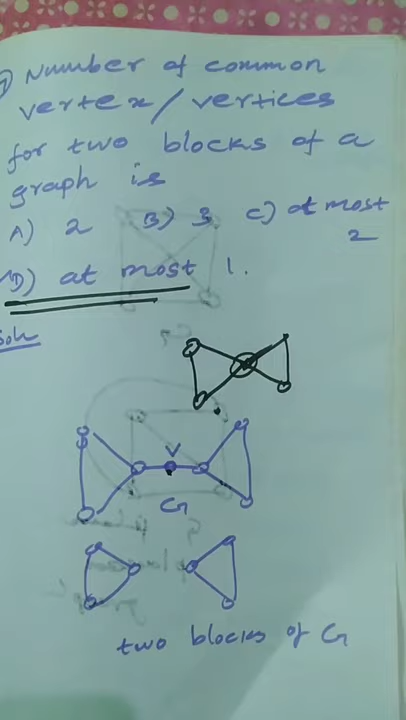 Number of common
vertex/vertices
for two blocks of a
graph is
A) 2 B) 3 C) at most
2
D) at most 1.
Soln
V
G
two blocks of G